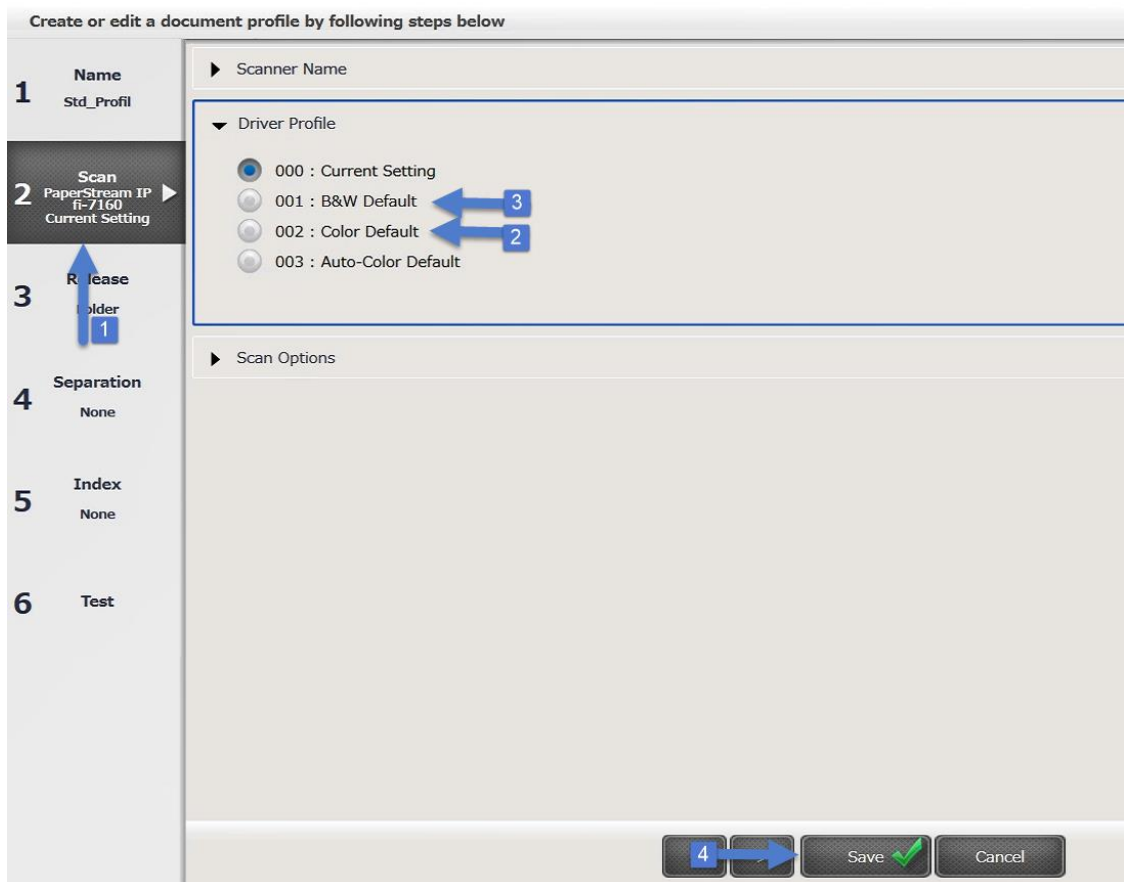 Create or edit a document profile by following steps below
1
Name
Std_Profil
2
Scan
PaperStream IP
fi-7160
Current Setting
1
3
Release
4
Separation
None
5
Index
None
6
Test
Scanner Name
Driver Profile
000 : Current Setting
001 : B&W Default
3
002 : Color Default
2
003 : Auto-Color Default
Scan Options
4
Save
Cancel